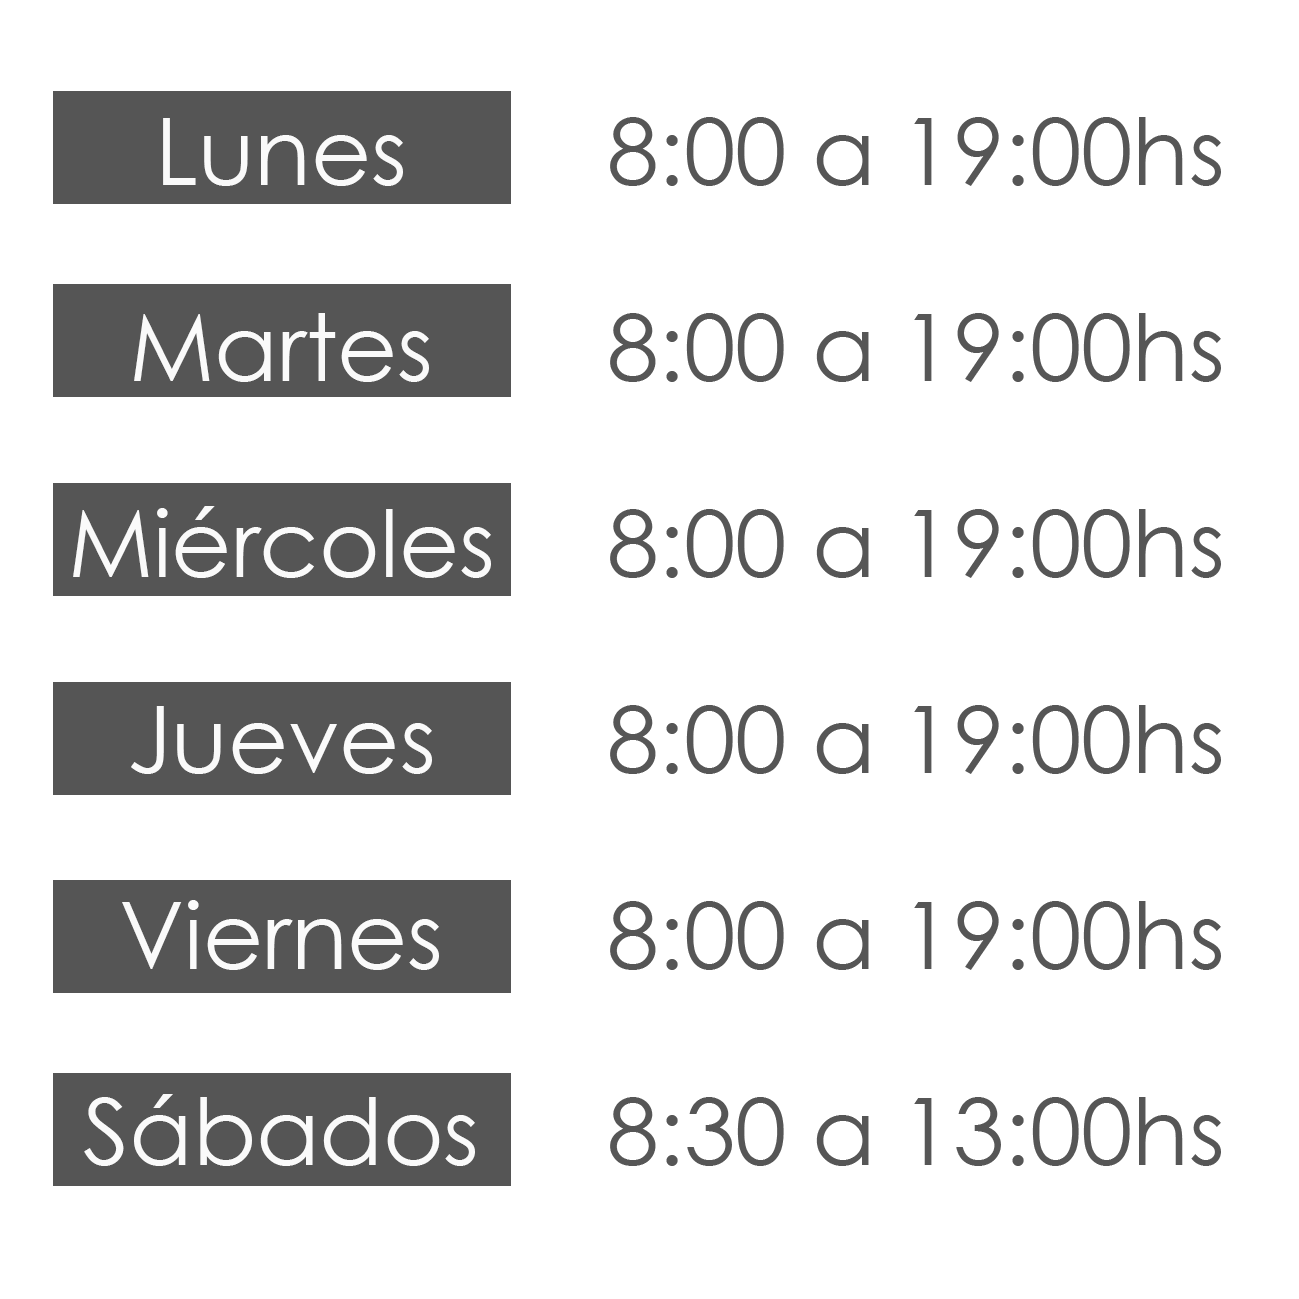 Lunes 8:00 a 19:00hs
Martes 8:00 a 19:00hs
Miércoles 8:00 a 19:00hs
Jueves 8:00 a 19:00hs
Viernes 8:00 a 19:00hs
Sábados 8:30 a 13:00hs